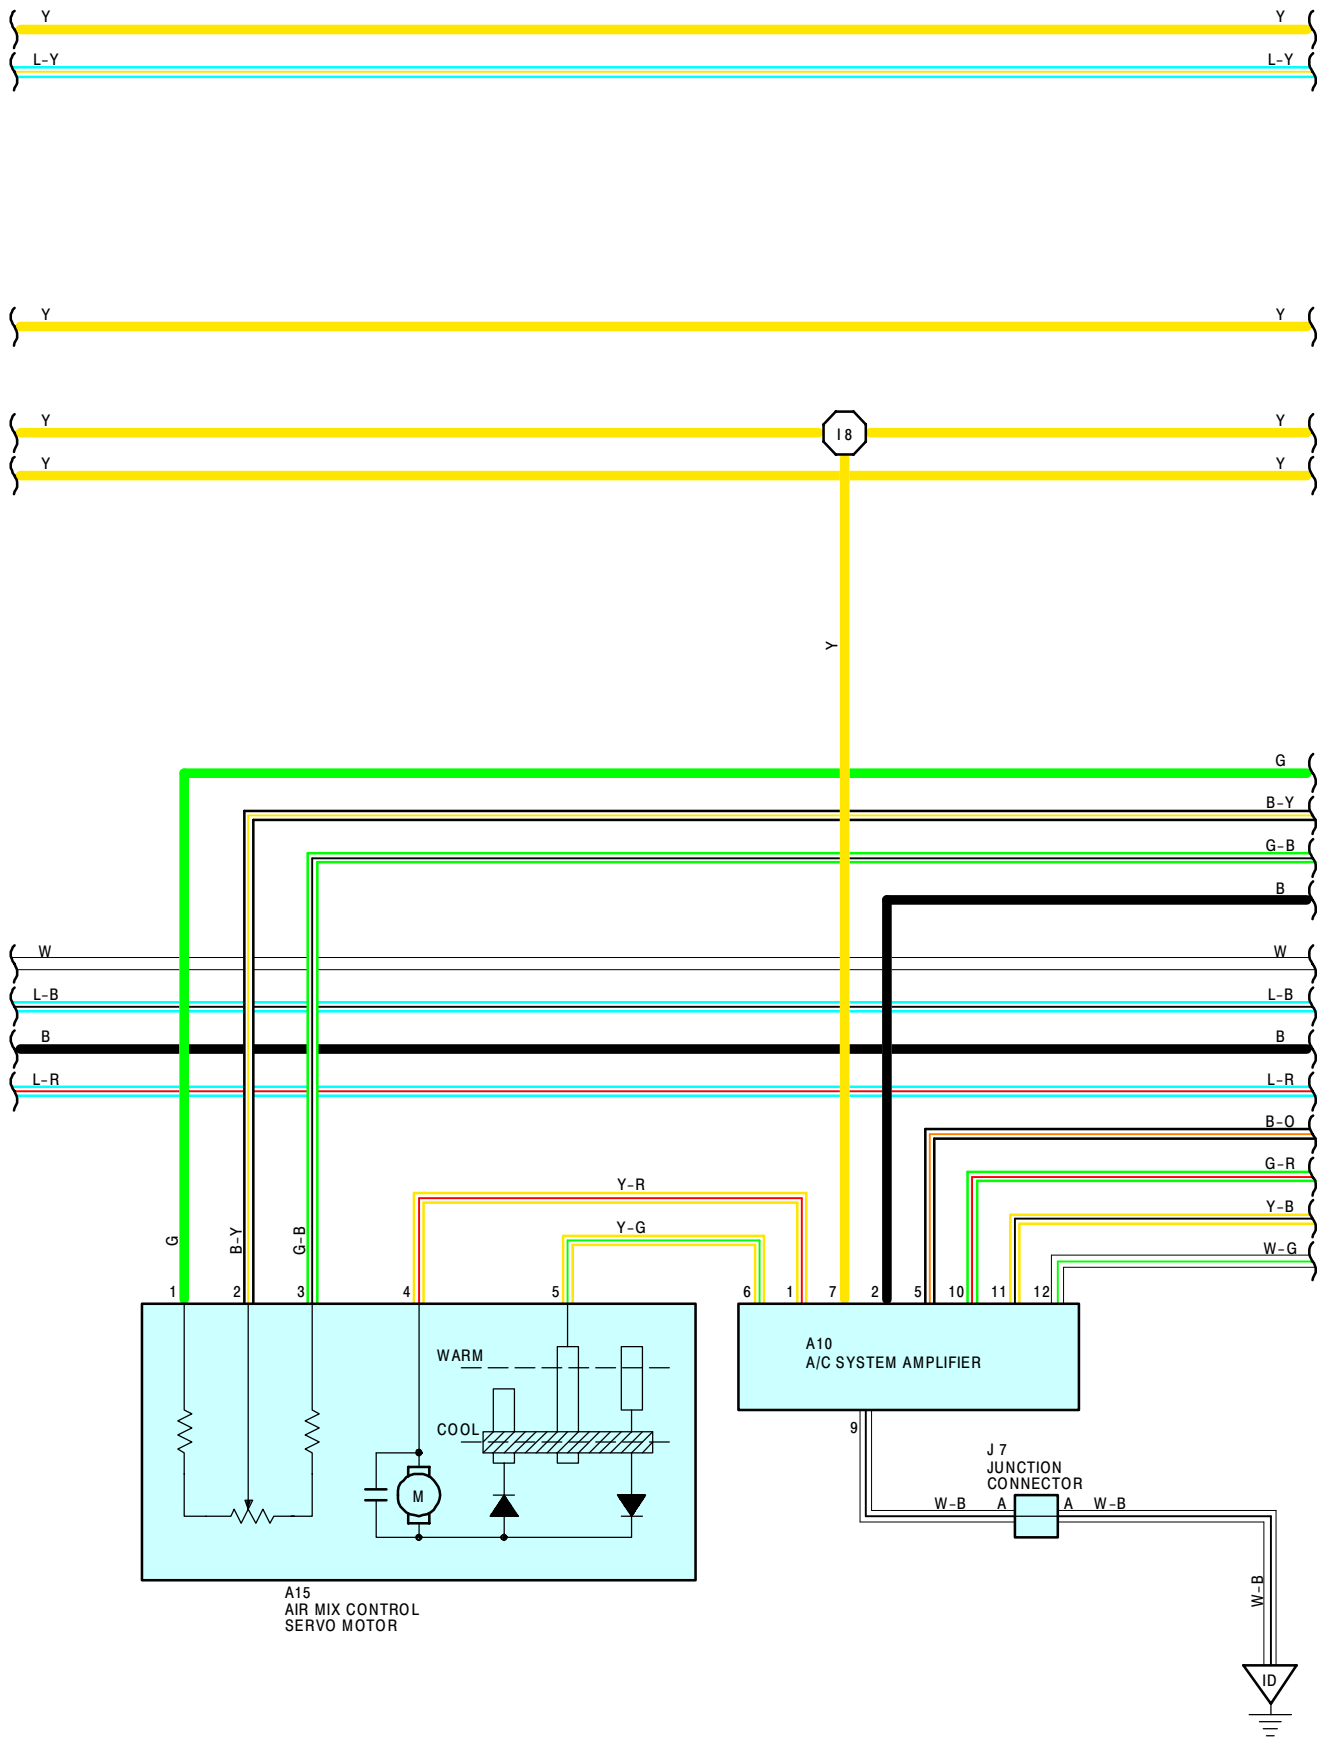 Y Y
L-Y L-Y
Y Y
Y Y
I8
Y Y
Y
G
B-Y
G-B
B
W W
L-B L-B
B B
L-R L-R
B-O
G-R
Y-R
Y-B
Y-G
G B-Y G-B
W-G
1 2 3 4 5 6 1 7 2 5 10 11 12
A10
A/C SYSTEM AMPLIFIER
WARM
COOL
9
J 7
JUNCTION
CONNECTOR
M
W-B A A W-B
W-B
A15
AIR MIX CONTROL
SERVO MOTOR
ID